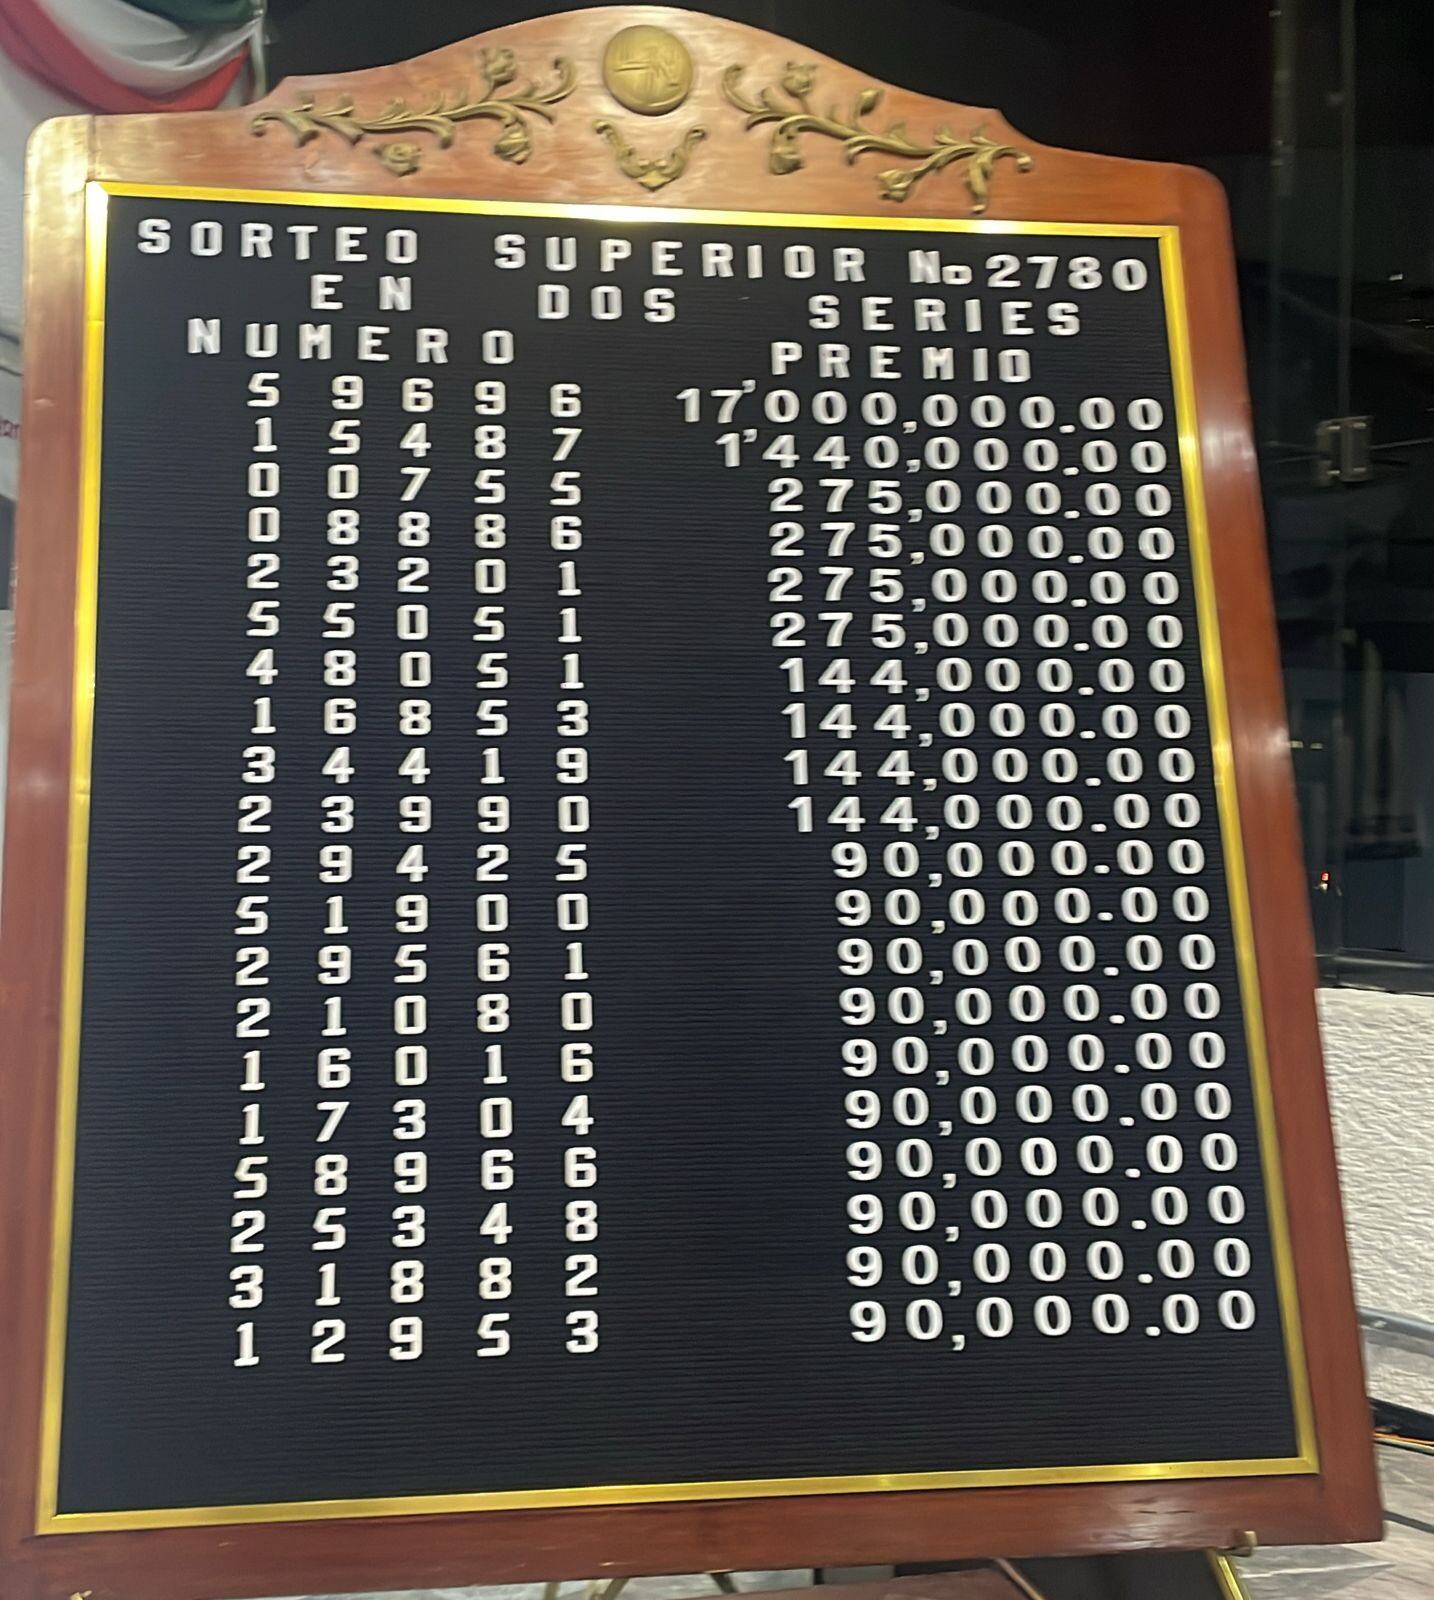 SORTEO SUPERIOR No 2780
EN DOS SERIES
NUMERO PREMIO
5 9 6 9 6 17'000,000.00
1 5 4 8 7 1'440,000.00
0 0 7 5 5 275,000.00
0 8 8 8 6 275,000.00
2 3 2 0 1 275,000.00
5 5 0 5 1 275,000.00
4 8 0 5 1 144,000.00
1 6 8 5 3 144,000.00
3 4 4 1 9 144,000.00
2 3 9 9 0 144,000.00
2 9 4 2 5 90,000.00
5 1 9 0 0 90,000.00
2 9 5 6 1 90,000.00
2 1 0 8 0 90,000.00
1 6 0 1 6 90,000.00
1 7 3 0 4 90,000.00
5 8 9 6 6 90,000.00
2 5 3 4 8 90,000.00
3 1 8 8 2 90,000.00
1 2 9 5 3 90,000.00